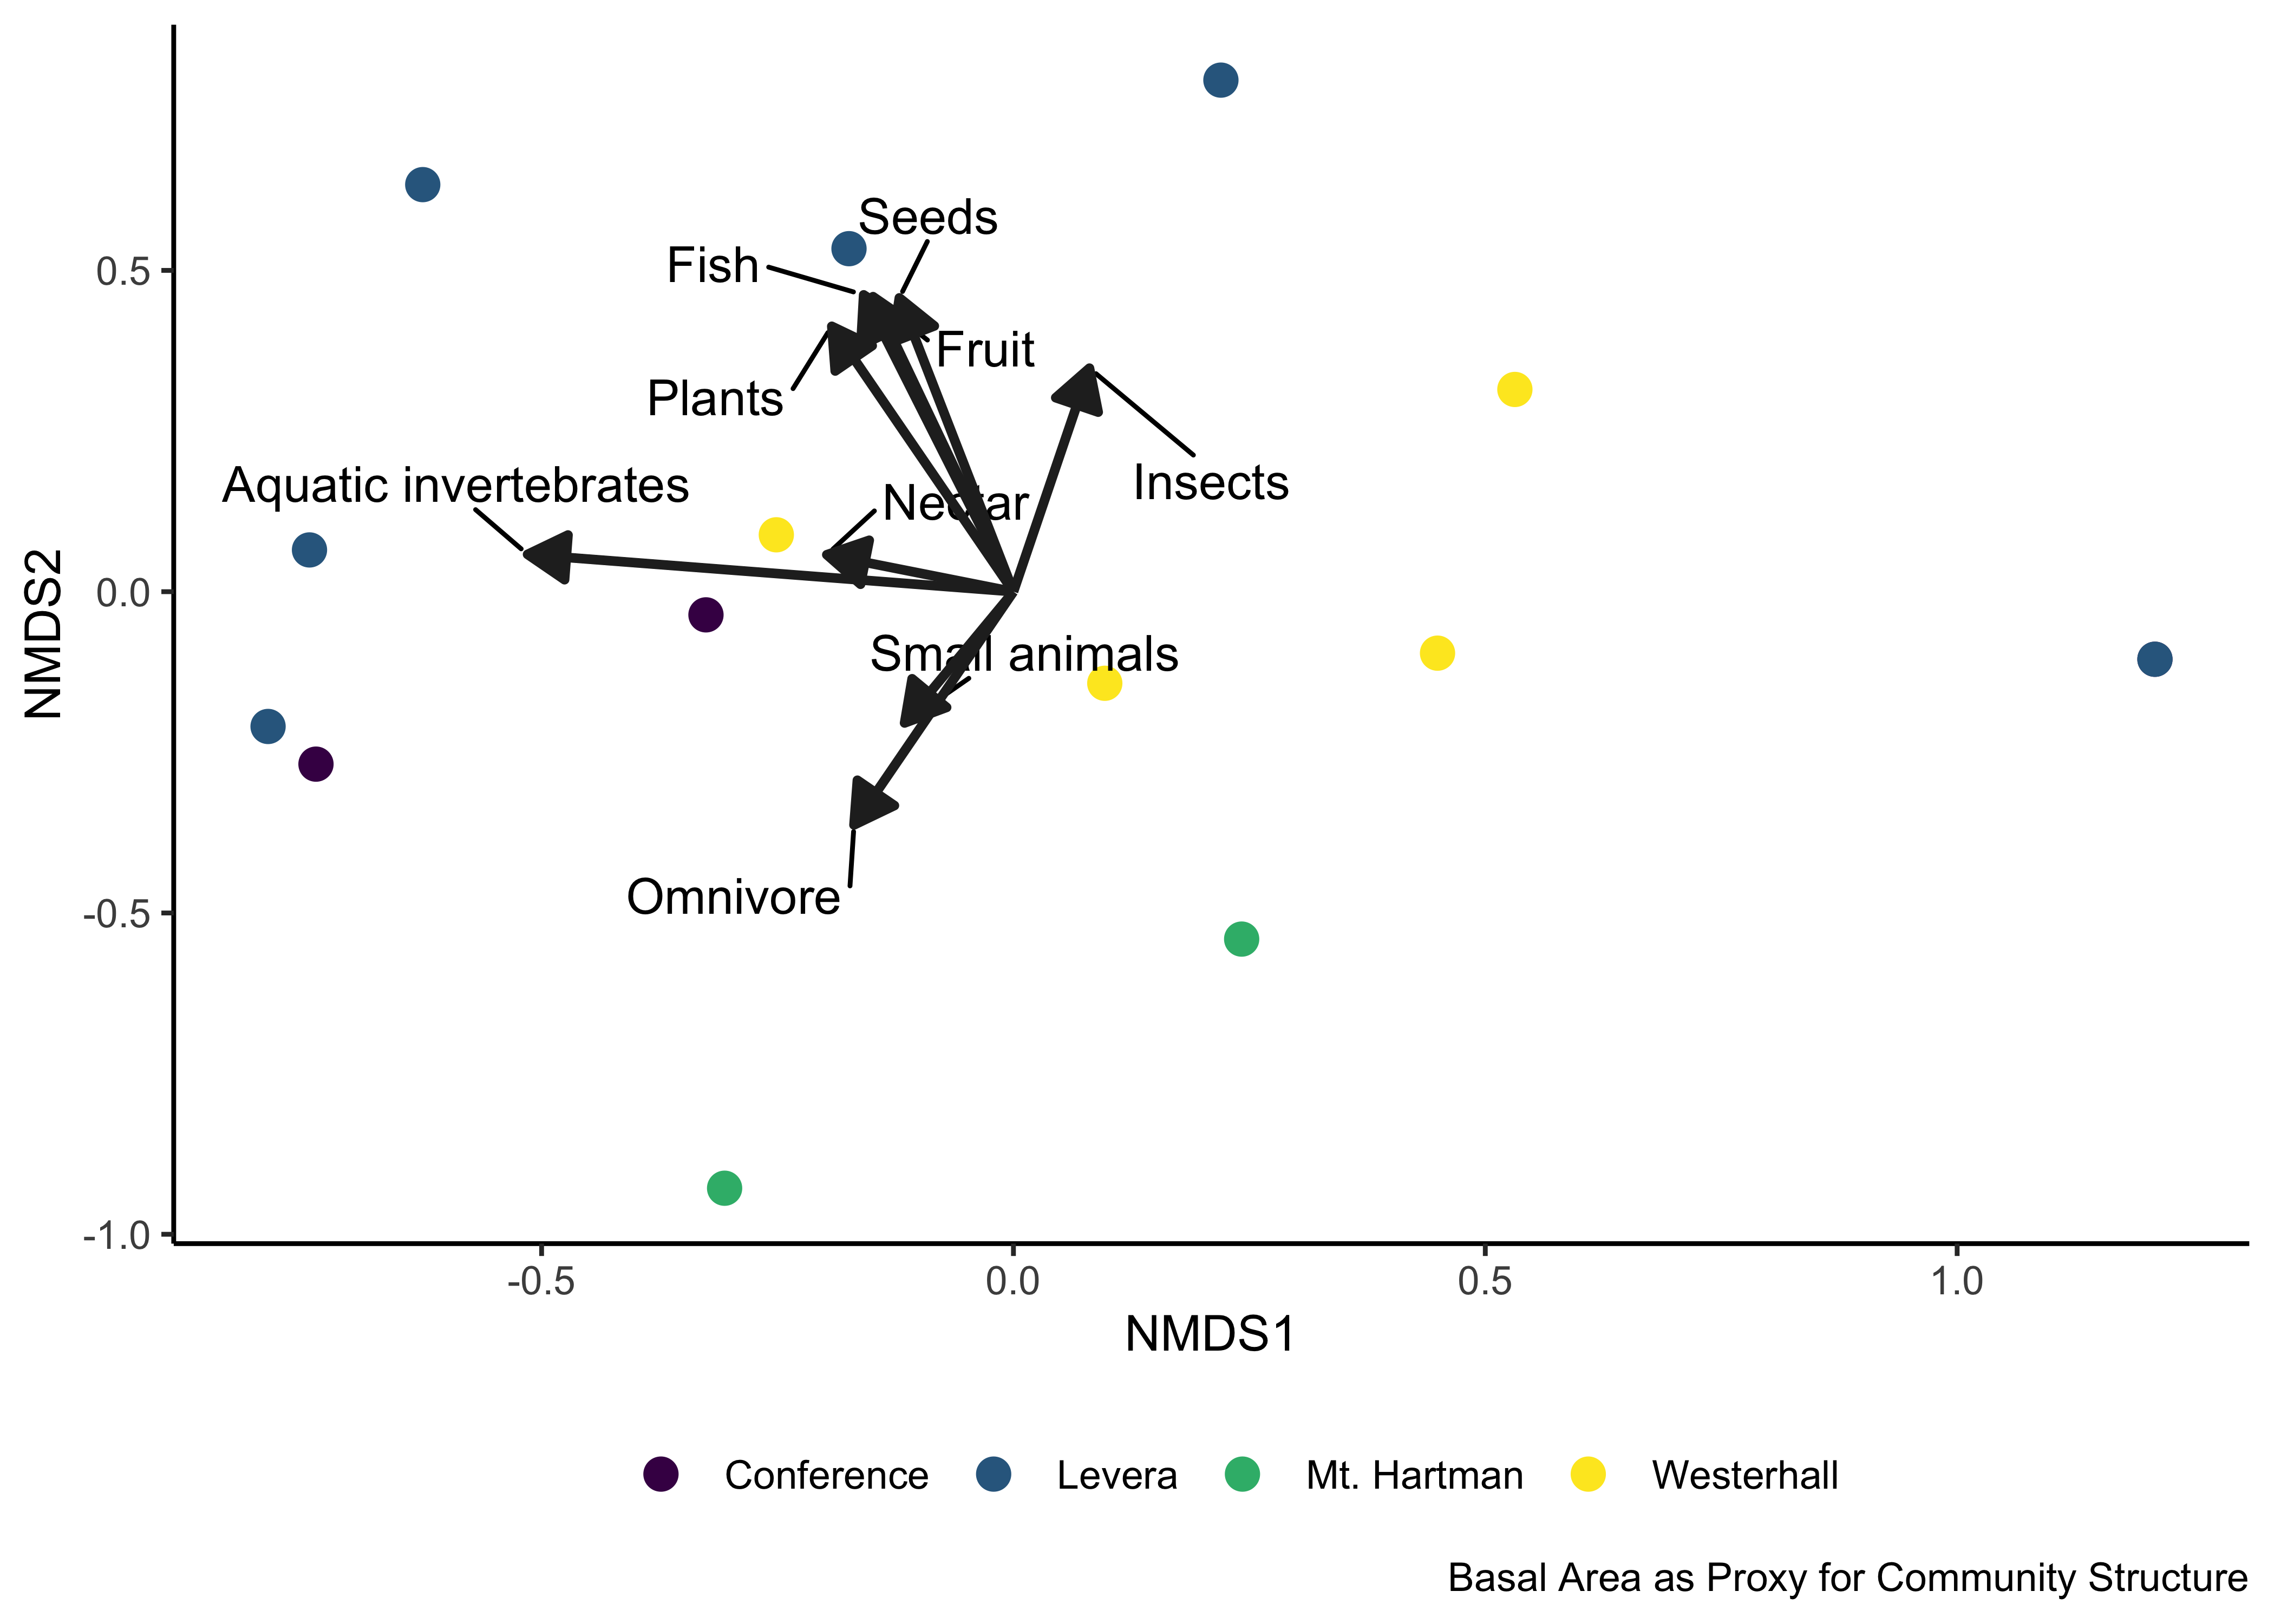 Seeds
Fish
0.5
Fruit
Plants
Aquatic invertebrates
Nectar
Insects
NMDS2
0.0
Small animals
Omnivore
-0.5
-1.0
-0.5 0.0 0.5 1.0
NMDS1
Conference Levera Mt. Hartman Westerhall
Basal Area as Proxy for Community Structure